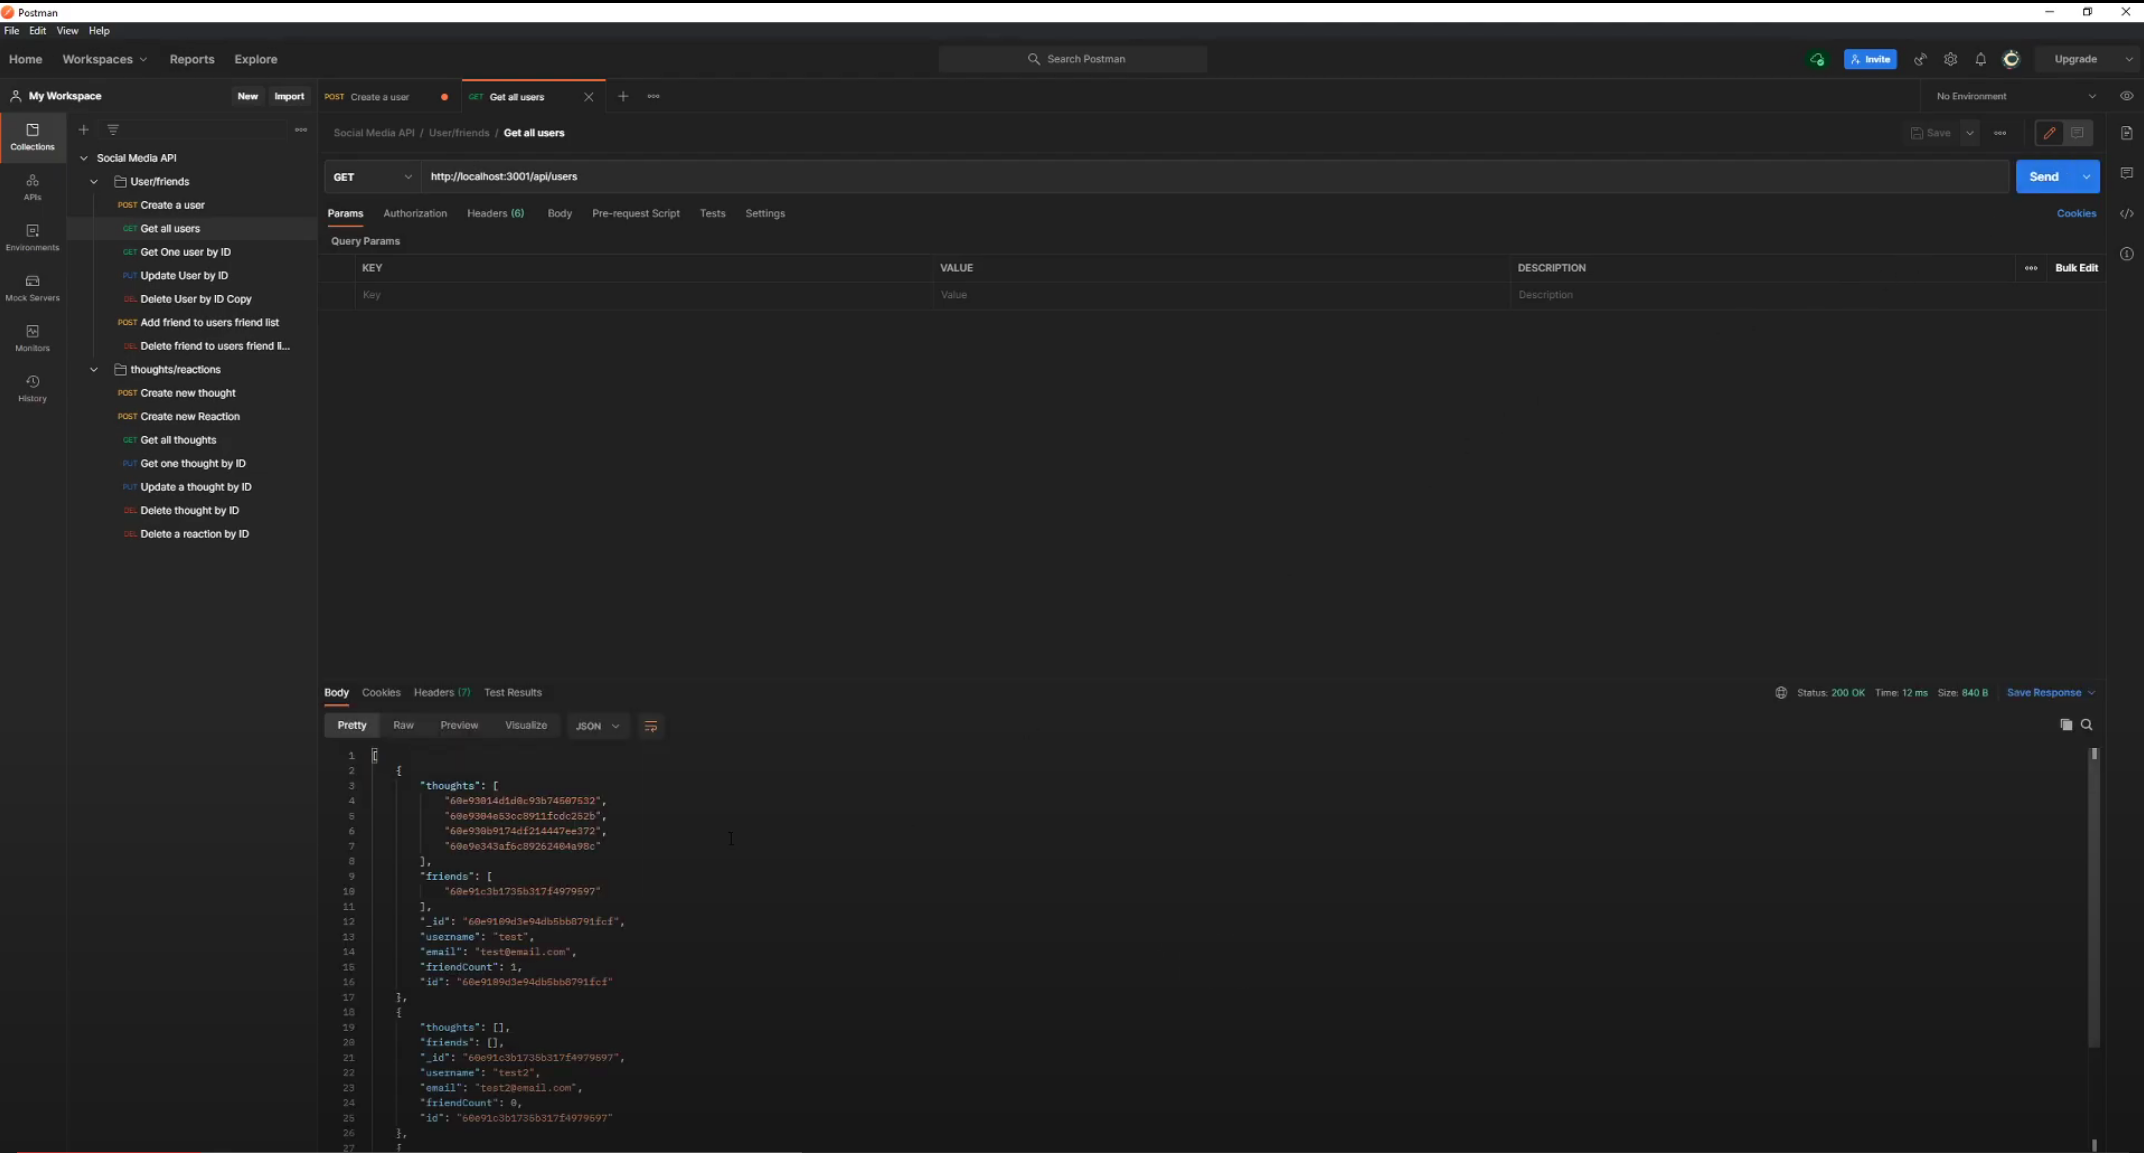 Postman
File Edit View Help
Home Workspaces Reports Explore Search Postman Invite Upgrade
My Workspace New Import POST Create a user GET Get all users No Environment
Social Media API / User/friends / Get all users Save
GET http://localhost:3001/api/users Send
Params Authorization Headers (6) Body Pre-request Script Tests Settings Cookies
Query Params
KEY VALUE DESCRIPTION Bulk Edit
Key Value Description
Collections
APIs
Environments
Mock Servers
Monitors
History
Social Media API
User/friends
POST Create a user
GET Get all users
GET Get One user by ID
PUT Update User by ID
DEL Delete User by ID Copy
POST Add friend to users friend list
DEL Delete friend to users friend li...
thoughts/reactions
POST Create new thought
POST Create new Reaction
GET Get all thoughts
PUT Get one thought by ID
PUT Update a thought by ID
DEL Delete thought by ID
DEL Delete a reaction by ID
Body Cookies Headers (7) Test Results Status: 200 OK Time: 12 ms Size: 840 B Save Response
Pretty Raw Preview Visualize JSON
1 [
2 {
3 "thoughts": [
4 "60e93014d1d0c93b74507532",
5 "60e9304e53cc8911fcdc252b",
6 "60e930b9174df214447ee372",
7 "60e9e343af6c89262404a98c"
8 ],
9 "friends": [
10 "60e91c3b1735b317f4979597"
11 ],
12 "_id": "60e9109d3e94db5bb8791fcf",
13 "username": "test",
14 "email": "test@email.com",
15 "friendCount": 1,
16 "id": "60e9109d3e94db5bb8791fcf"
17 },
18 {
19 "thoughts": [],
20 "friends": [],
21 "_id": "60e91c3b1735b317f4979597",
22 "username": "test2",
23 "email": "test2@email.com",
24 "friendCount": 0,
25 "id": "60e91c3b1735b317f4979597"
26 },
27 {